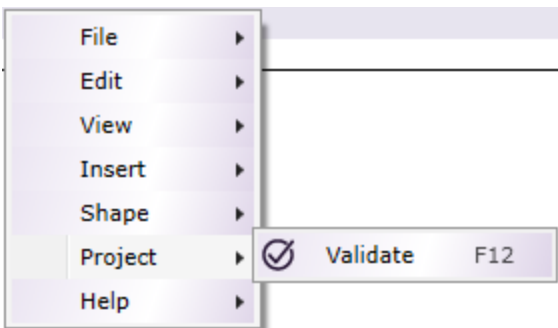 File
Edit
View
Insert
Shape
Project
Validate F12
Help